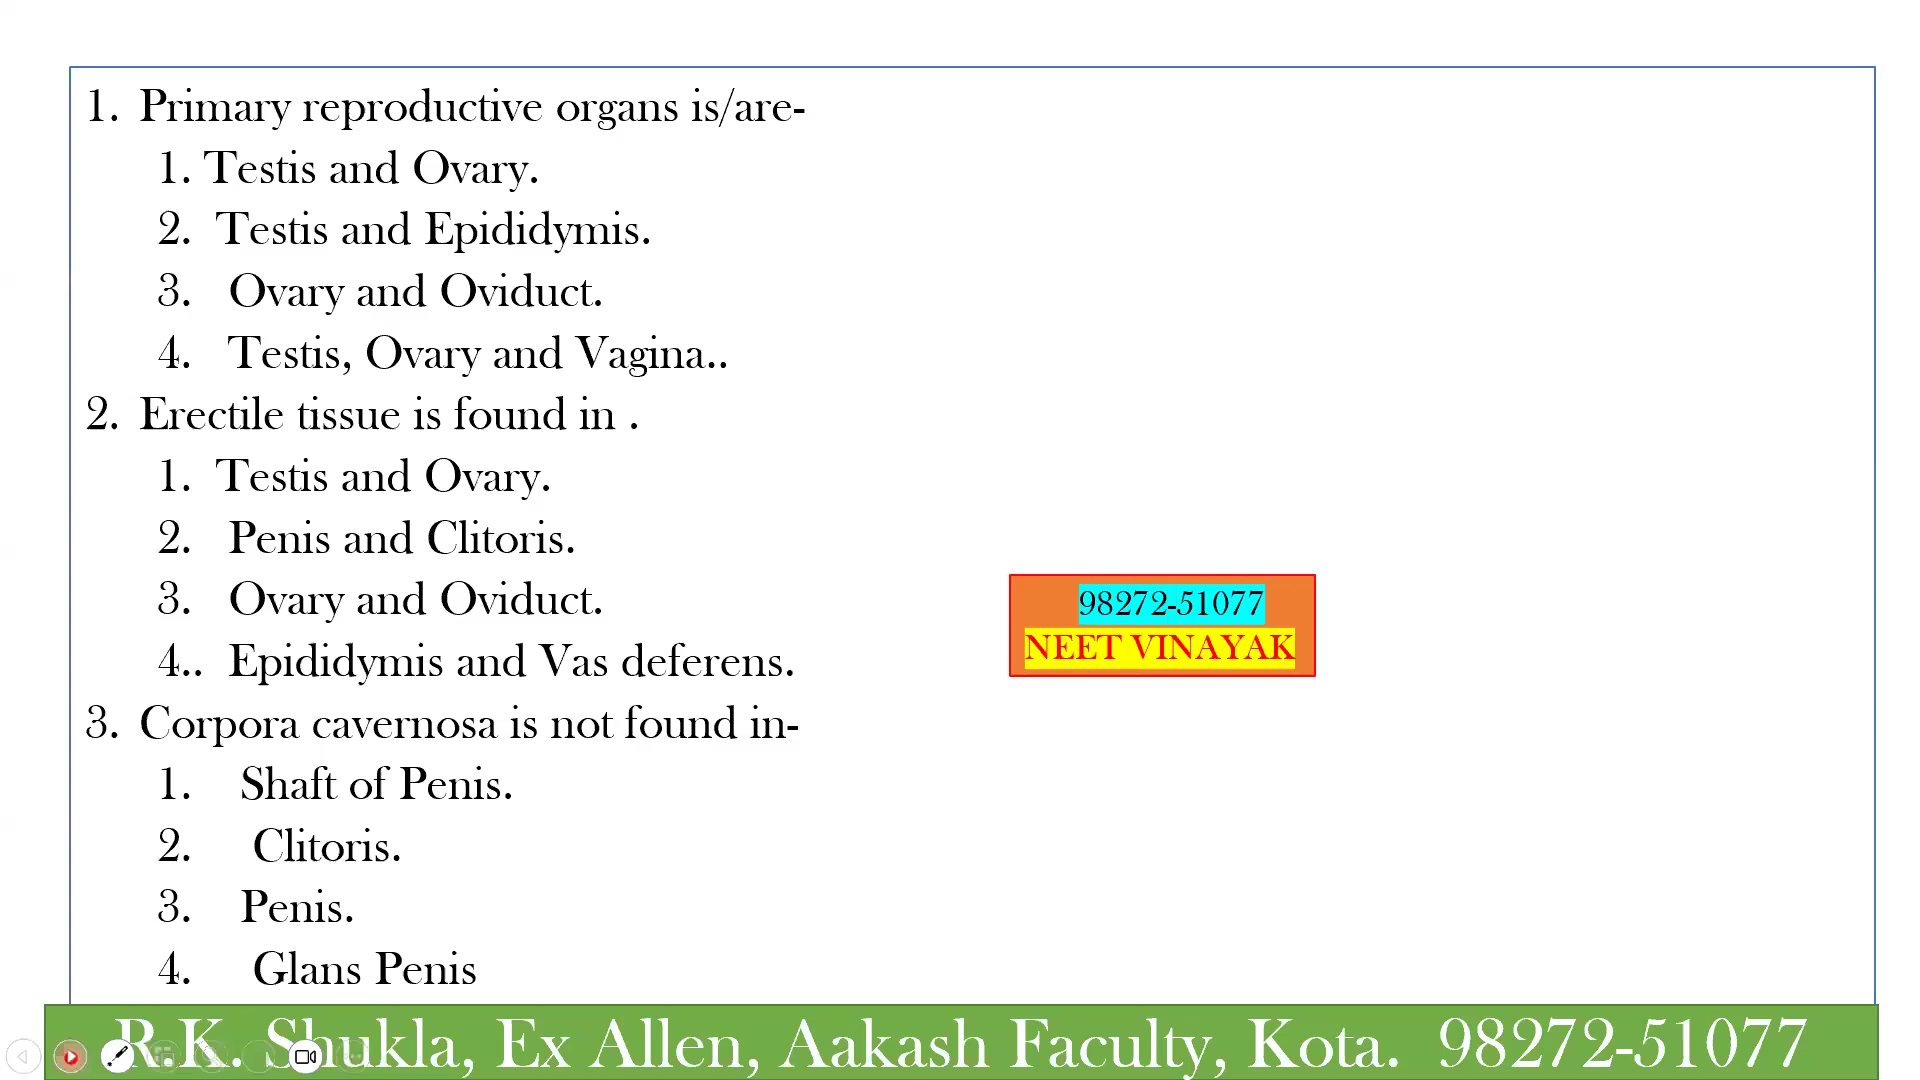 1. Primary reproductive organs is/are-
1. Testis and Ovary.
2. Testis and Epididymis.
3. Ovary and Oviduct.
4. Testis, Ovary and Vagina..
2. Erectile tissue is found in .
1. Testis and Ovary.
2. Penis and Clitoris.
3. Ovary and Oviduct.
4.. Epididymis and Vas deferens.
3. Corpora cavernosa is not found in-
1. Shaft of Penis.
2. Clitoris.
3. Penis.
4. Glans Penis
98272-51077
NEET VINAYAK
R.K. Shukla, Ex Allen, Aakash Faculty, Kota. 98272-51077